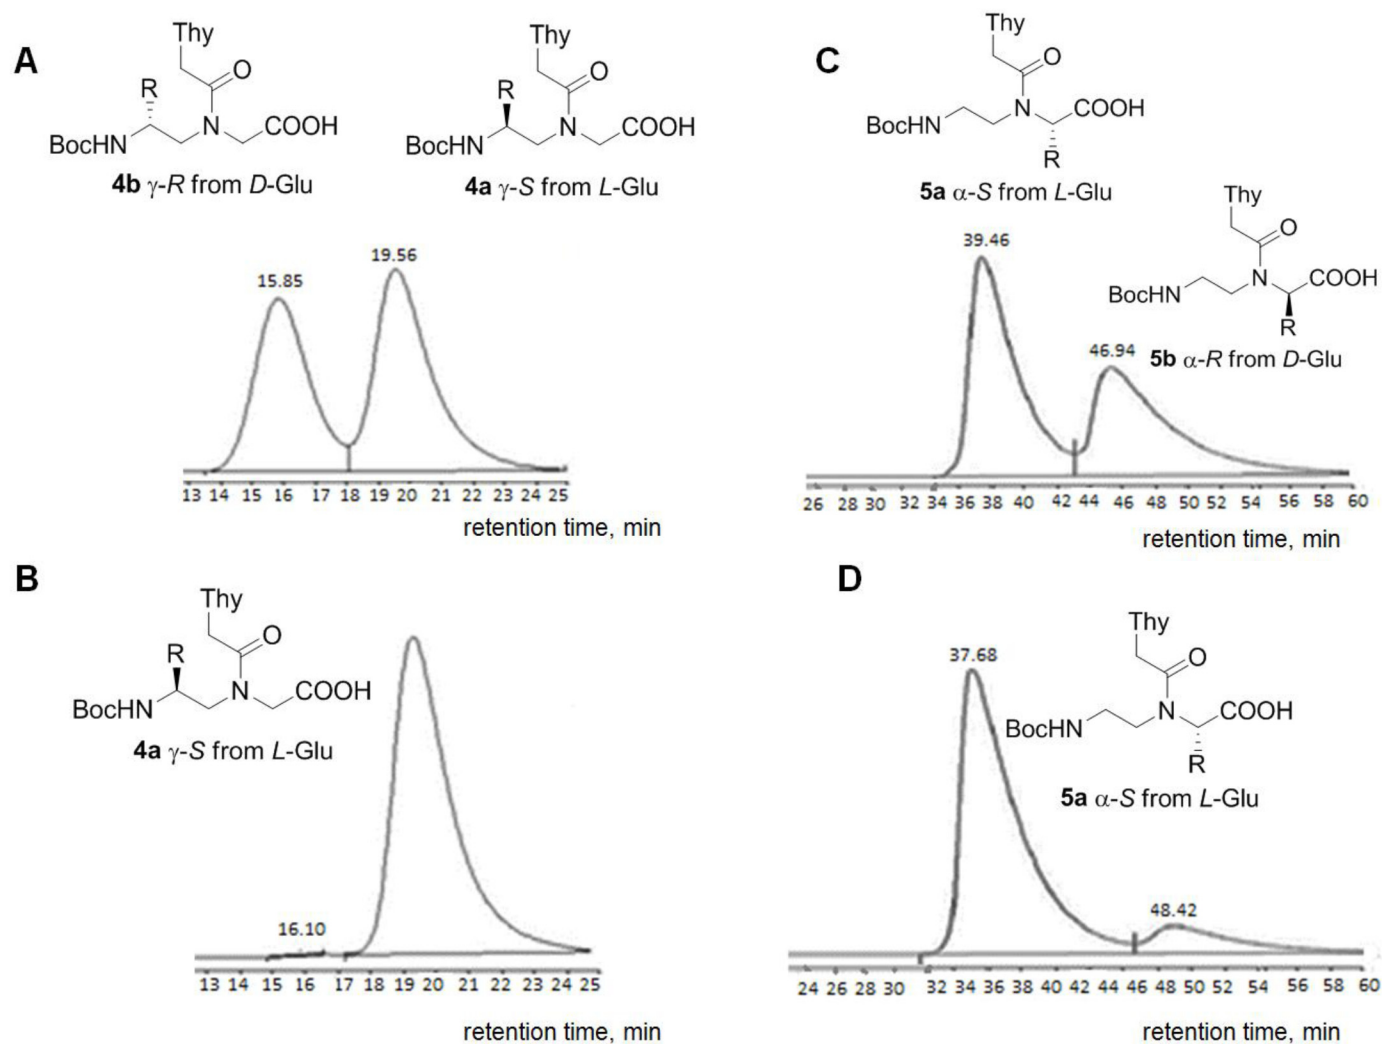 A
Thy
R
O
BocHN
N
COOH
4b γ-R from D-Glu
Thy
R
O
BocHN
N
COOH
4a γ-S from L-Glu
15.85
19.56
13 14 15 16 17 18 19 20 21 22 23 24 25
retention time, min
B
Thy
R
O
BocHN
N
COOH
4a γ-S from L-Glu
16.10
13 14 15 16 17 18 19 20 21 22 23 24 25
retention time, min
C
Thy
O
BocHN
N
COOH
R
5a α-S from L-Glu
39.46
Thy
O
BocHN
N
COOH
R
5b α-R from D-Glu
46.94
26 28 30 32 34 36 38 40 42 44 46 48 50 52 54 56 58 60
retention time, min
D
Thy
O
BocHN
N
COOH
R
5a α-S from L-Glu
37.68
48.42
24 26 28 30 32 34 36 38 40 42 44 46 48 50 52 54 56 58 60
retention time, min